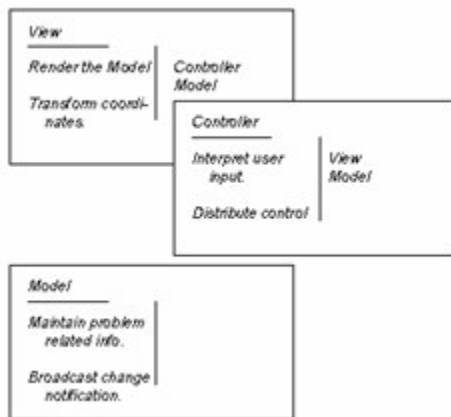 View
Render the Model
Transform coordi-
nates.
Controller
Model
Controller
Interpret user
input.
Distribute control
View
Model
Model
Maintain problem
related info.
Broadcast change
notification.